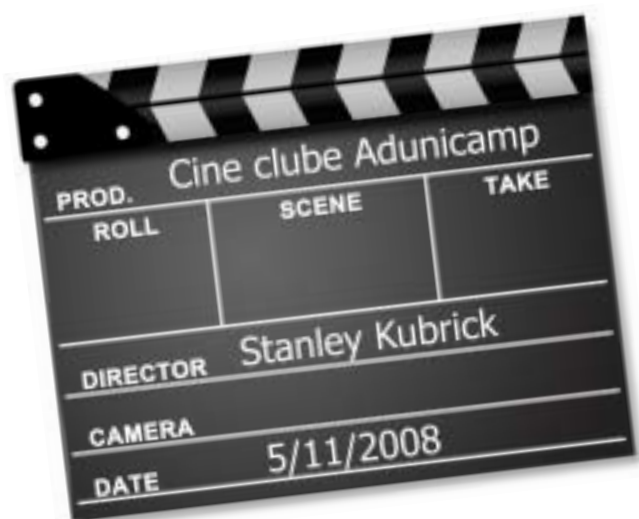 PROD. Cine clube Adunicamp
ROLL SCENE TAKE
DIRECTOR Stanley Kubrick
CAMERA
DATE 5/11/2008